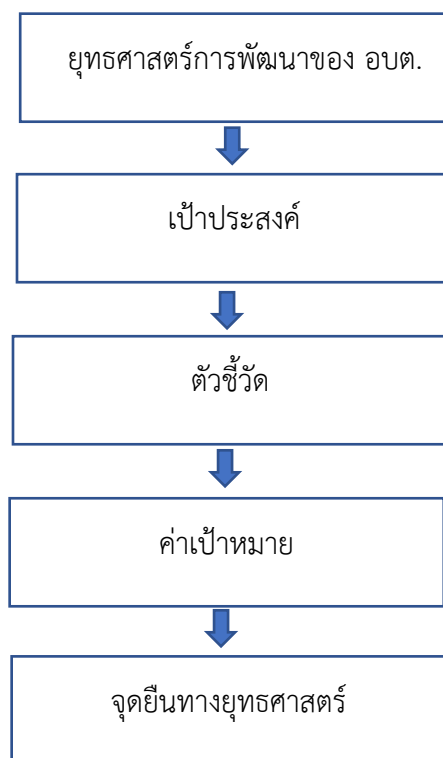 ยุทธศาสตร์การพัฒนาของ อบต.
เป้าประสงค์
ตัวชี้วัด
ค่าเป้าหมาย
จุดยืนทางยุทธศาสตร์